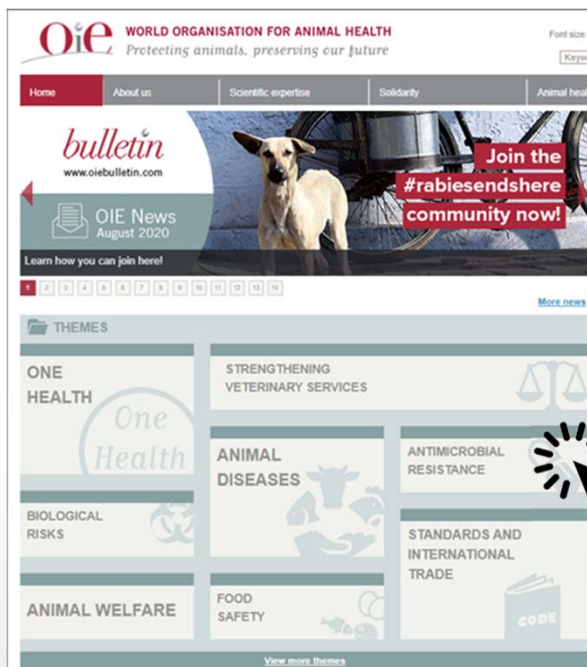 OiE
WORLD ORGANISATION FOR ANIMAL HEALTH
Protecting animals, preserving our future
Font size
Home
About us
Scientific expertise
Solidarity
bulletin
www.oiebulletin.com
OIE News
August 2020
Join the
#rabiesendshere
community now!
Learn how you can join here!
1 2 3 4 5 6 7 8 9 10 11 12 13 14
More news
THEMES
ONE
HEALTH
One
Health
STRENGTHENING
VETERINARY SERVICES
ANIMAL
DISEASES
ANTIMICROBIAL
RESISTANCE
BIOLOGICAL
RISKS
STANDARDS AND
INTERNATIONAL
TRADE
CODE
ANIMAL WELFARE
FOOD
SAFETY
View more themes